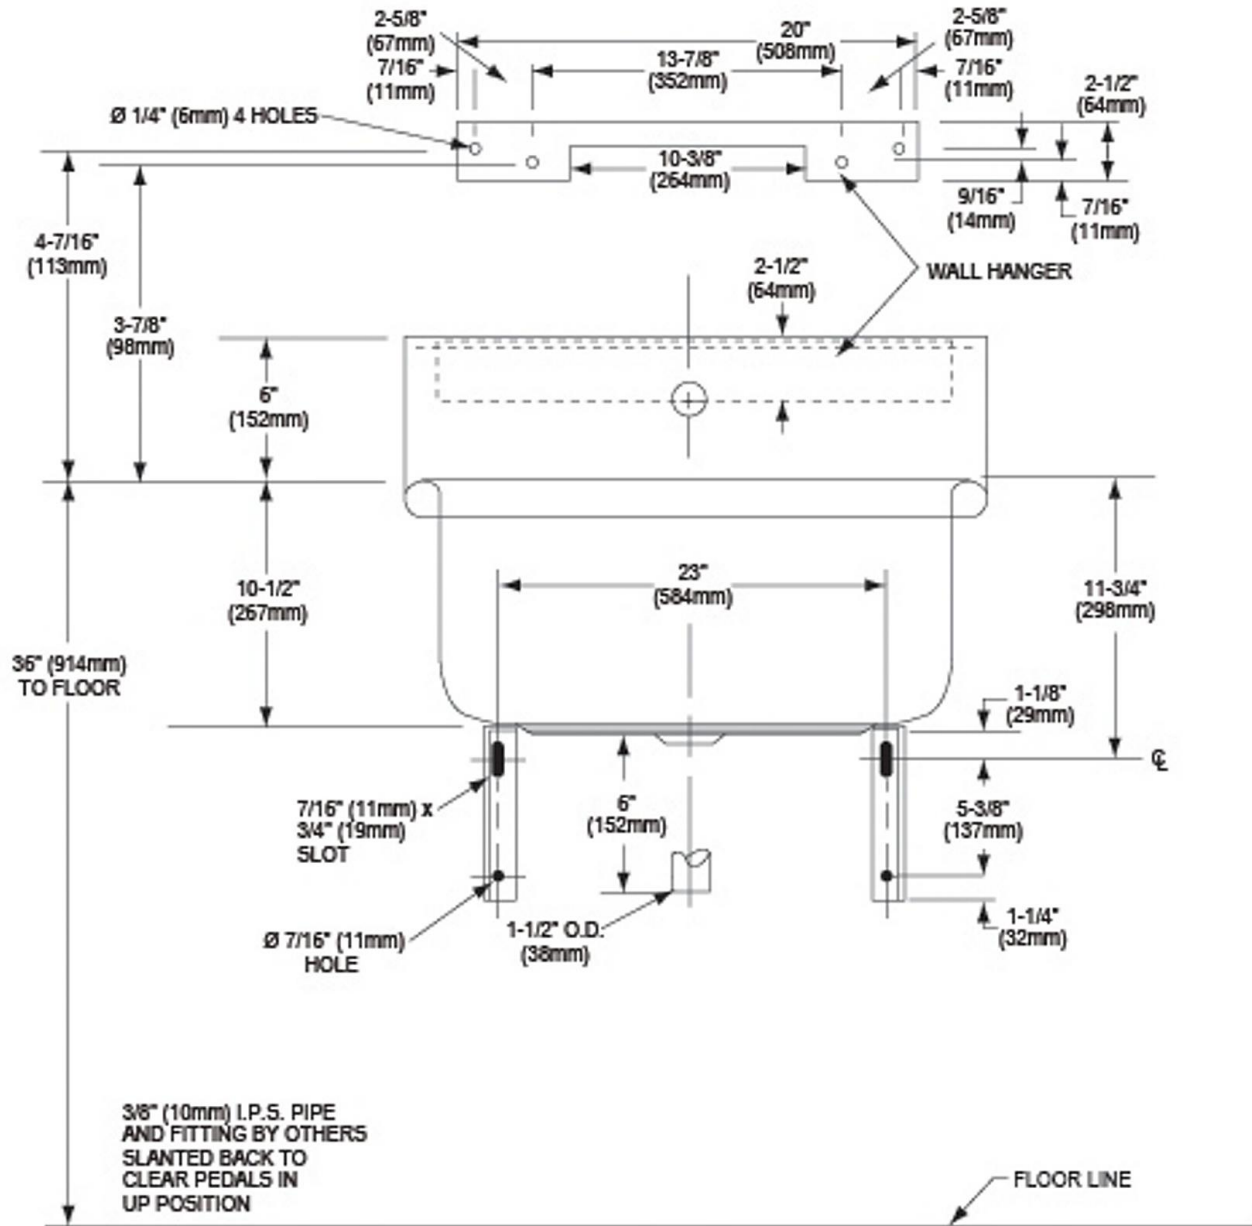 2-5/8"
(67mm)
7/16"
(11mm)
20"
(508mm)
13-7/8"
(352mm)
2-5/8"
(67mm)
7/16"
(11mm)
2-1/2"
(64mm)
Ø 1/4" (6mm) 4 HOLES
10-3/8"
(264mm)
9/16"
(14mm)
7/16"
(11mm)
4-7/16"
(113mm)
WALL HANGER
2-1/2"
(64mm)
3-7/8"
(98mm)
6"
(152mm)
10-1/2"
(267mm)
23"
(584mm)
11-3/4"
(298mm)
36" (914mm)
TO FLOOR
1-1/8"
(29mm)
℄
7/16" (11mm) x
3/4" (19mm)
SLOT
6"
(152mm)
5-3/8"
(137mm)
Ø 7/16" (11mm)
HOLE
1-1/2" O.D.
(38mm)
1-1/4"
(32mm)
3/8" (10mm) I.P.S. PIPE
AND FITTING BY OTHERS
SLANTED BACK TO
CLEAR PEDALS IN
UP POSITION
FLOOR LINE